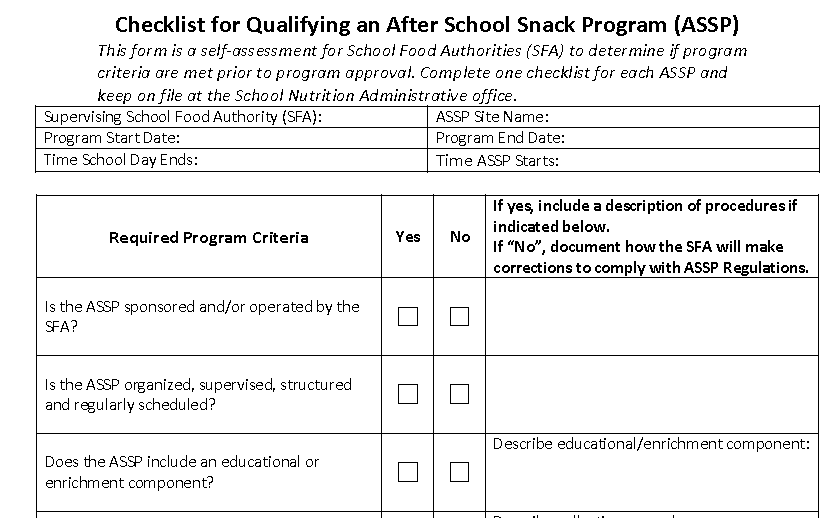 Checklist for Qualifying an After School Snack Program (ASSP)
This form is a self-assessment for School Food Authorities (SFA) to determine if program
criteria are met prior to program approval. Complete one checklist for each ASSP and
keep on file at the School Nutrition Administrative office.
Supervising School Food Authority (SFA): ASSP Site Name:
Program Start Date: Program End Date:
Time School Day Ends: Time ASSP Starts:
Required Program Criteria
Yes
No
If yes, include a description of procedures if
indicated below.
If “No”, document how the SFA will make
corrections to comply with ASSP Regulations.
Is the ASSP sponsored and/or operated by the
SFA?
Is the ASSP organized, supervised, structured
and regularly scheduled?
Does the ASSP include an educational or
enrichment component?
Describe educational/enrichment component: